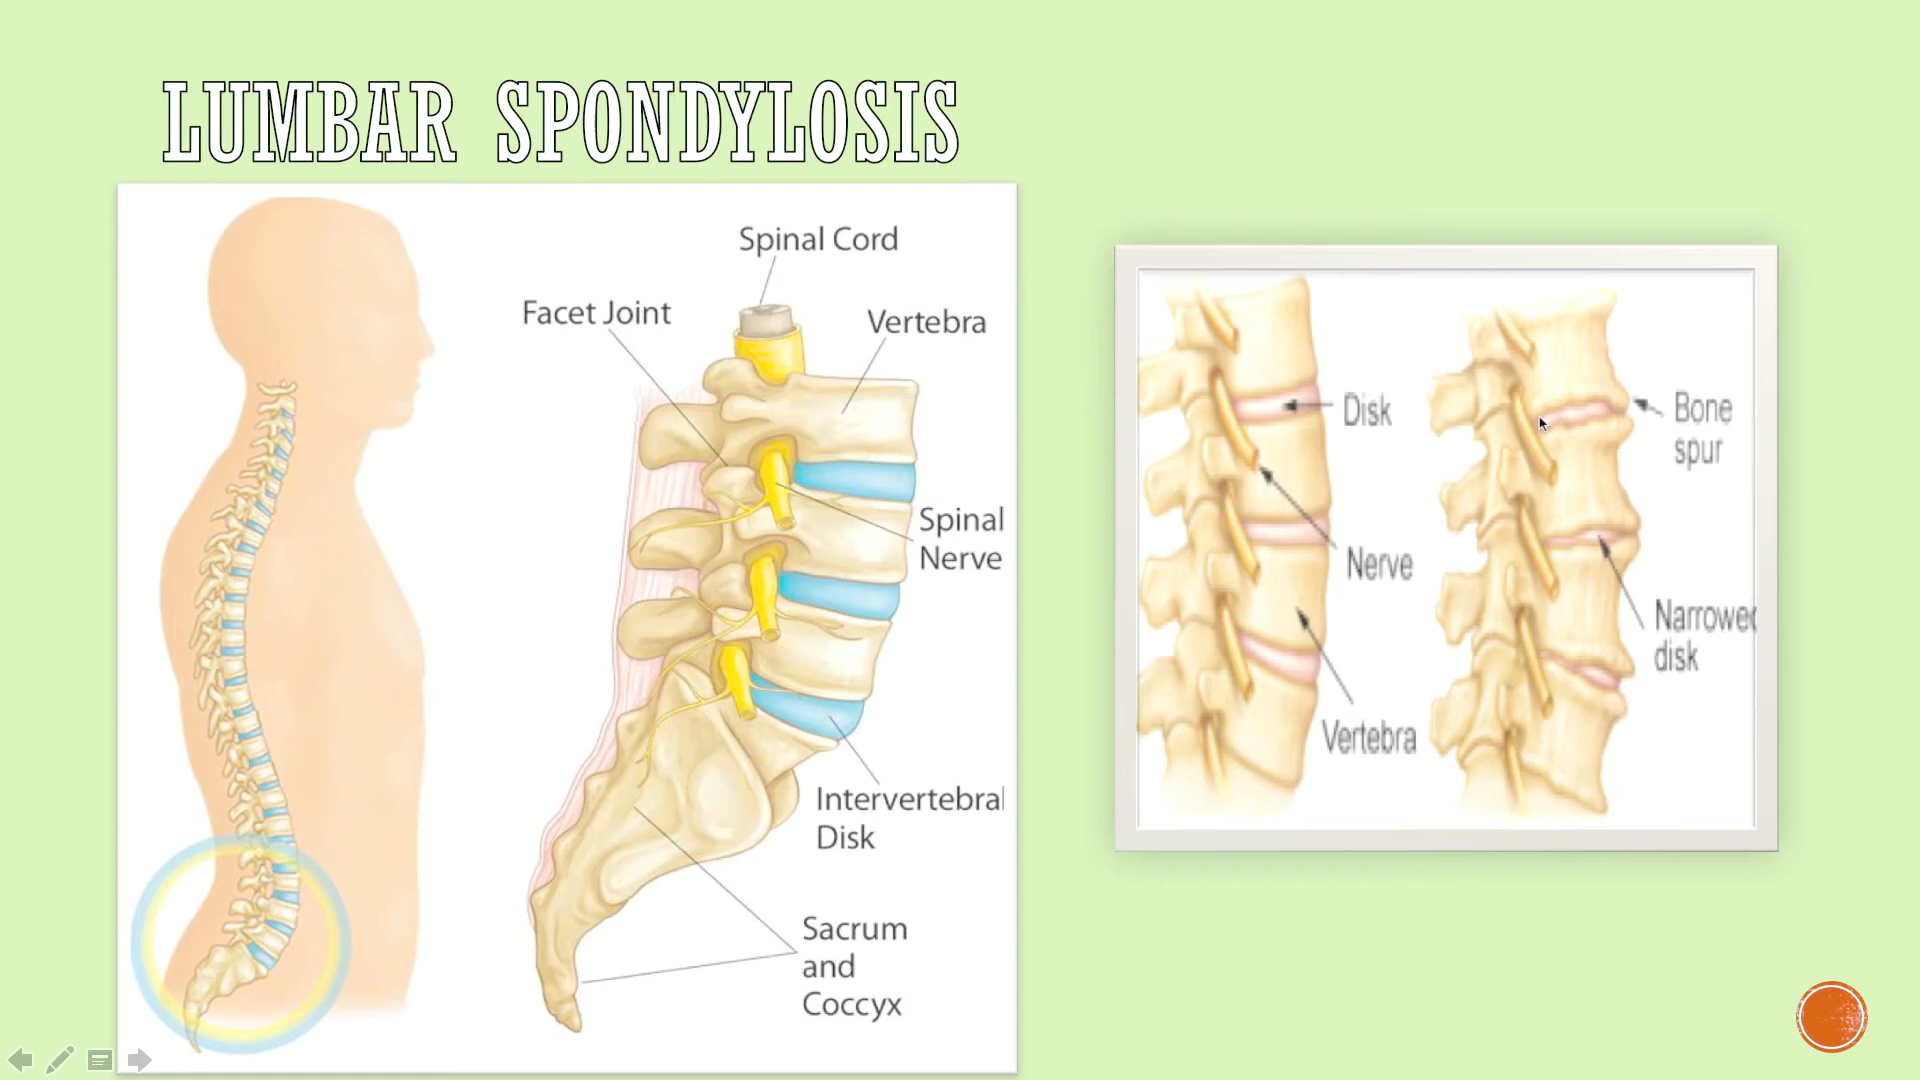 LUMBAR SPONDYLOSIS
Spinal Cord
Facet Joint
Vertebra
Spinal
Nerve
Intervertebral
Disk
Sacrum
and
Coccyx
Disk
Nerve
Vertebra
Bone
spur
Narrowed
disk